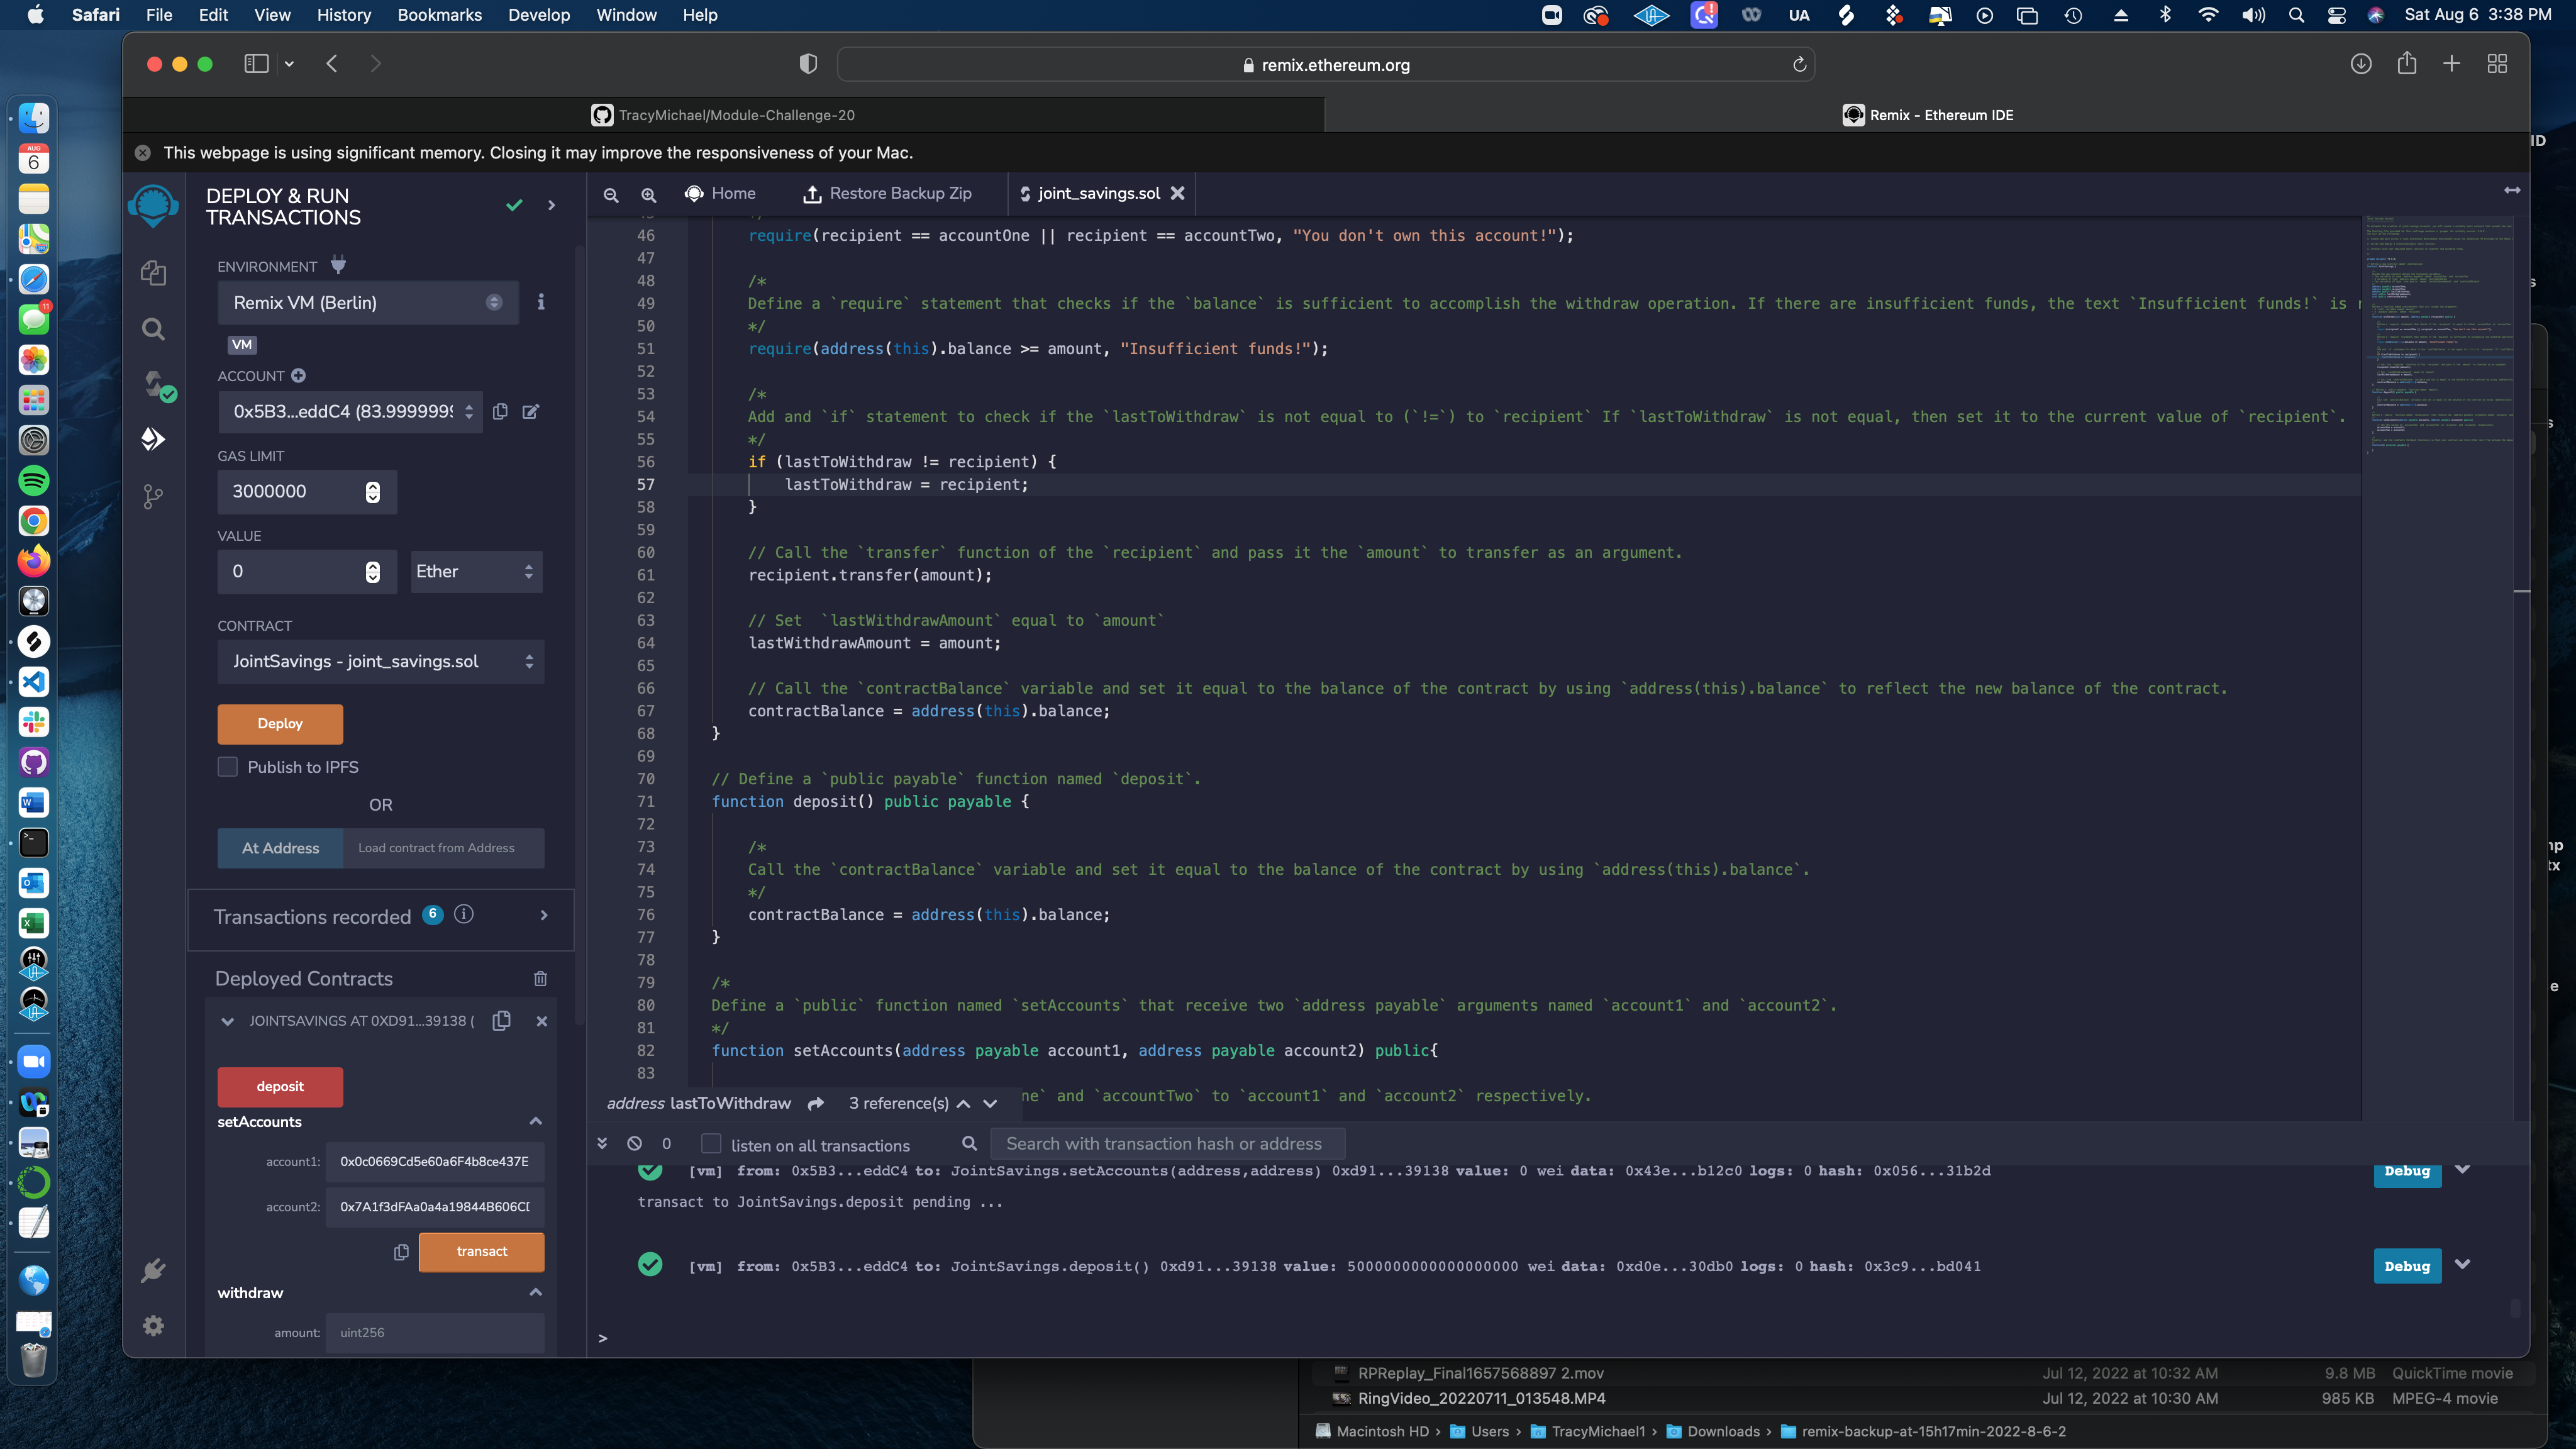 Safari File Edit View History Bookmarks Develop Window Help
UA
Sat Aug 6 3:38 PM
remix.ethereum.org
TracyMichael/Module-Challenge-20
Remix - Ethereum IDE
This webpage is using significant memory. Closing it may improve the responsiveness of your Mac.
DEPLOY & RUN
TRANSACTIONS
ENVIRONMENT
Remix VM (Berlin)
VM
ACCOUNT
0x5B3...eddC4 (83.9999999
GAS LIMIT
3000000
VALUE
0
Ether
CONTRACT
JointSavings - joint_savings.sol
Deploy
Publish to IPFS
OR
At Address
Load contract from Address
Transactions recorded 6
Deployed Contracts
JOINTSAVINGS AT 0XD91...39138 (
deposit
setAccounts
account1: 0x0c0669Cd5e60a6F4b8ce437E
account2: 0x7A1f3dFAa0a4a19844B606CD
transact
withdraw
amount: uint256
Home
Restore Backup Zip
joint_savings.sol
46 require(recipient == accountOne || recipient == accountTwo, "You don't own this account!");
47
48 /*
49 Define a `require` statement that checks if the `balance` is sufficient to accomplish the withdraw operation. If there are insufficient funds, the text `Insufficient funds!` is r
50 */
51 require(address(this).balance >= amount, "Insufficient funds!");
52
53 /*
54 Add and `if` statement to check if the `lastToWithdraw` is not equal to (`!=`) to `recipient` If `lastToWithdraw` is not equal, then set it to the current value of `recipient`.
55 */
56 if (lastToWithdraw != recipient) {
57 lastToWithdraw = recipient;
58 }
59
60 // Call the `transfer` function of the `recipient` and pass it the `amount` to transfer as an argument.
61 recipient.transfer(amount);
62
63 // Set  `lastWithdrawAmount` equal to `amount`
64 lastWithdrawAmount = amount;
65
66 // Call the `contractBalance` variable and set it equal to the balance of the contract by using `address(this).balance` to reflect the new balance of the contract.
67 contractBalance = address(this).balance;
68 }
69
70 // Define a `public payable` function named `deposit`.
71 function deposit() public payable {
72
73 /*
74 Call the `contractBalance` variable and set it equal to the balance of the contract by using `address(this).balance`.
75 */
76 contractBalance = address(this).balance;
77 }
78
79 /*
80 Define a `public` function named `setAccounts` that receive two `address payable` arguments named `account1` and `account2`.
81 */
82 function setAccounts(address payable account1, address payable account2) public{
83
ne` and `accountTwo` to `account1` and `account2` respectively.
address lastToWithdraw 3 reference(s)
0 listen on all transactions
Search with transaction hash or address
[vm] from: 0x5B3...eddC4 to: JointSavings.setAccounts(address,address) 0xd91...39138 value: 0 wei data: 0x43e...b12c0 logs: 0 hash: 0x056...31b2d
Debug
transact to JointSavings.deposit pending ...
[vm] from: 0x5B3...eddC4 to: JointSavings.deposit() 0xd91...39138 value: 5000000000000000000 wei data: 0xd0e...30db0 logs: 0 hash: 0x3c9...bd041
Debug
>
RPReplay_Final1657568897 2.mov Jul 12, 2022 at 10:32 AM 9.8 MB QuickTime movie
RingVideo_20220711_013548.MP4 Jul 12, 2022 at 10:30 AM 985 KB MPEG-4 movie
Macintosh HD › Users › TracyMichael1 › Downloads › remix-backup-at-15h17min-2022-8-6-2
AUG
6
11